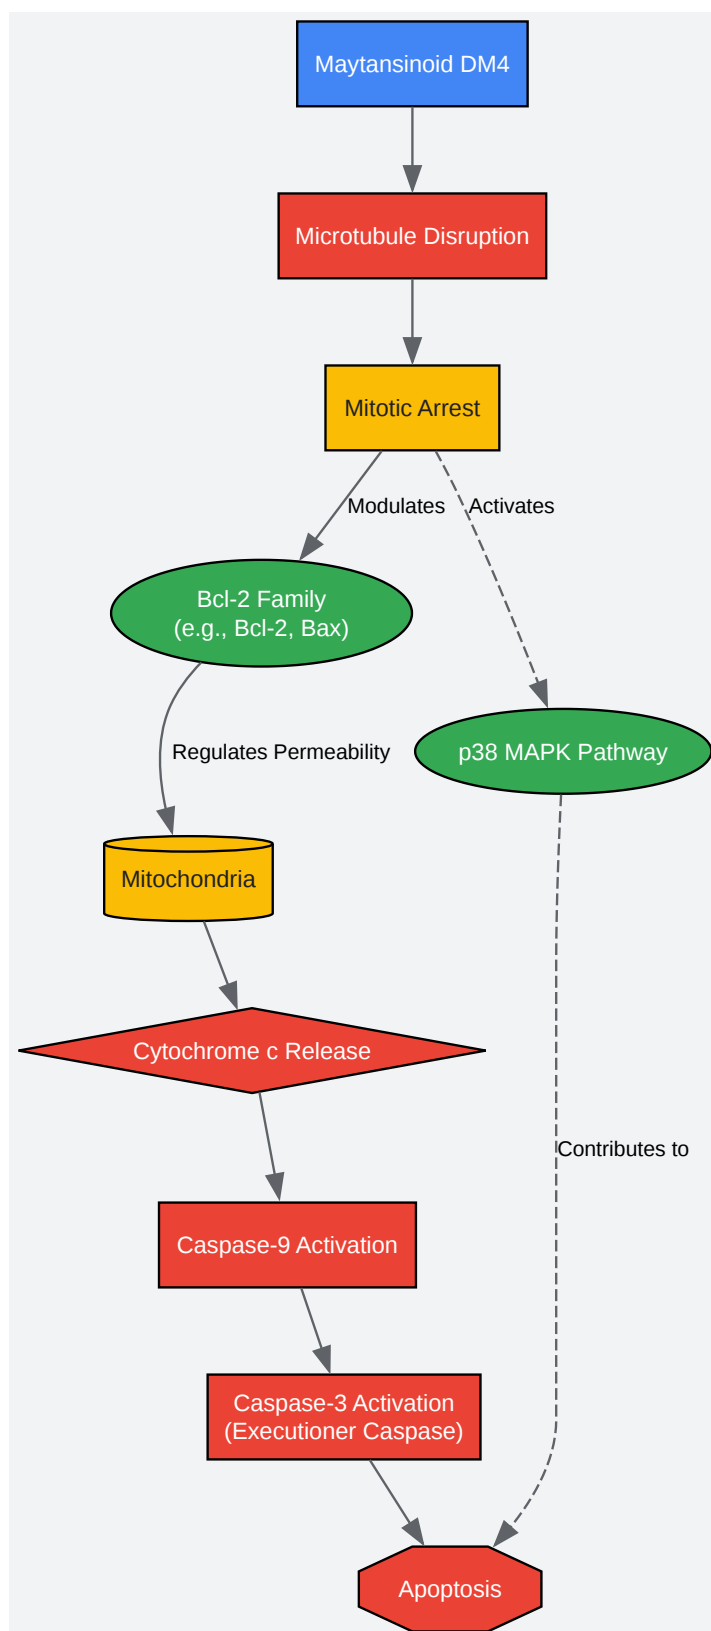 Maytansinoid DM4
Microtubule Disruption
Mitotic Arrest
Modulates
Activates
Bcl-2 Family
(e.g., Bcl-2, Bax)
Regulates Permeability
p38 MAPK Pathway
Mitochondria
Cytochrome c Release
Contributes to
Caspase-9 Activation
Caspase-3 Activation
(Executioner Caspase)
Apoptosis